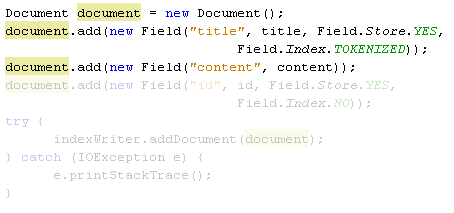 Document document = new Document();
document.add(new Field("title", title, Field.Store.YES,
Field.Index.TOKENIZED));
document.add(new Field("content", content));
document.add(new Field("id", id, Field.Store.YES,
Field.Index.NO));
try {
indexWriter.addDocument(document);
} catch (IOException e) {
e.printStackTrace();
}